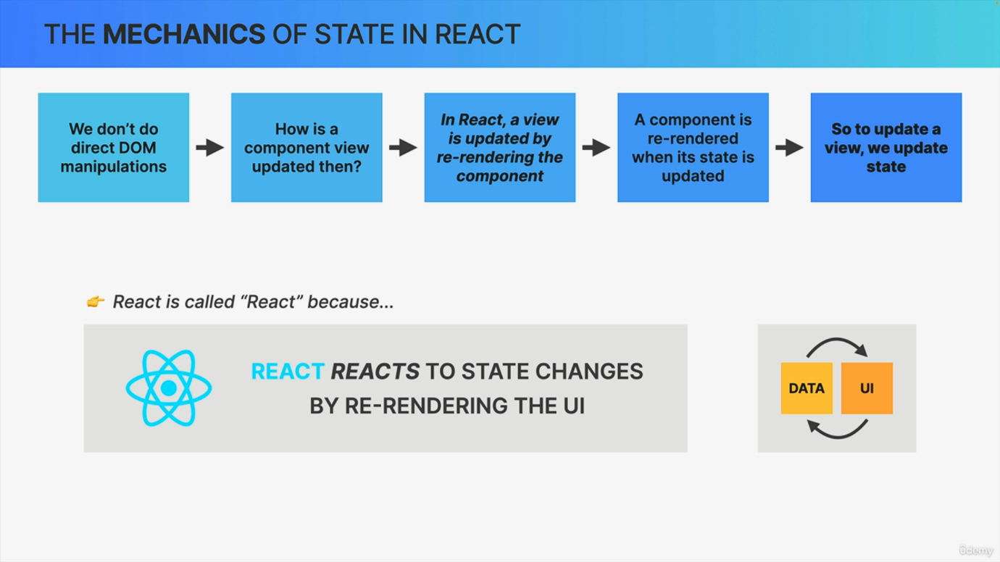 THE MECHANICS OF STATE IN REACT
We don’t do
direct DOM
manipulations
How is a
component view
updated then?
In React, a view
is updated by
re-rendering the
component
A component is
re-rendered
when its state is
updated
So to update a
view, we update
state
👉 React is called “React” because...
REACT REACTS TO STATE CHANGES
BY RE-RENDERING THE UI
DATA
UI
ûdemy